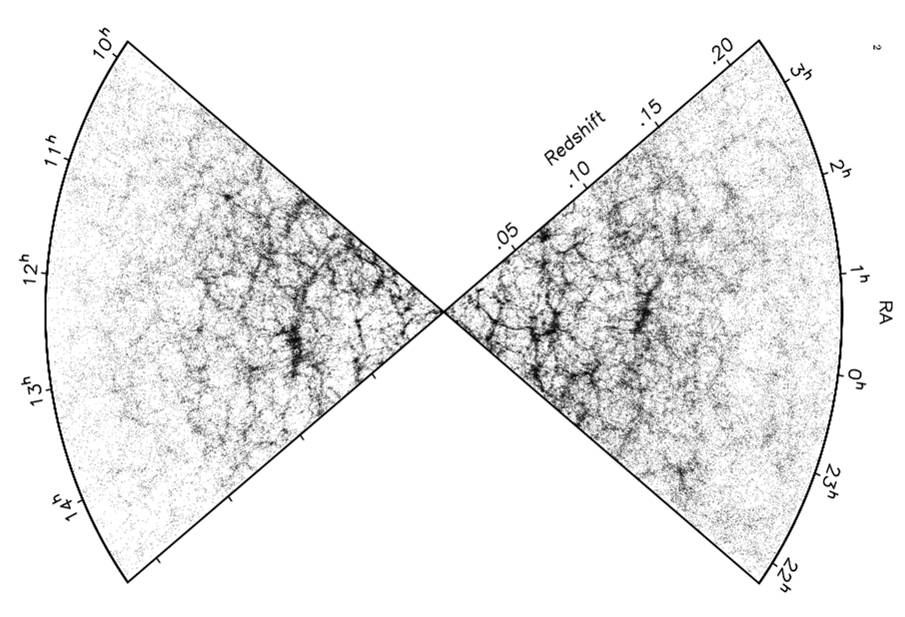 10ʰ
11ʰ
12ʰ
13ʰ
14ʰ
Redshift
.05
.10
.15
.20
3ʰ
2ʰ
1ʰ
0ʰ
23ʰ
22ʰ
RA
2